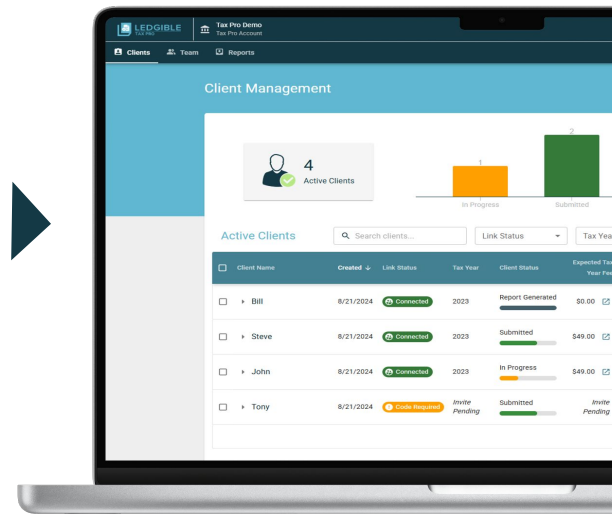 LEDGIBLE
TAX PRO
Tax Pro Demo
Tax Pro Account
Clients
Team
Reports
Client Management
4
Active Clients
1
2
In Progress
Submitted
Active Clients
Search clients...
Link Status
Tax Yea
Client Name
Created
Link Status
Tax Year
Client Status
Expected Tax
Year Fee
Bill
8/21/2024
Connected
2023
Report Generated
$0.00
Steve
8/21/2024
Connected
2023
Submitted
$49.00
John
8/21/2024
Connected
2023
In Progress
$49.00
Tony
8/21/2024
Code Required
Invite
Pending
Submitted
Invite
Pending